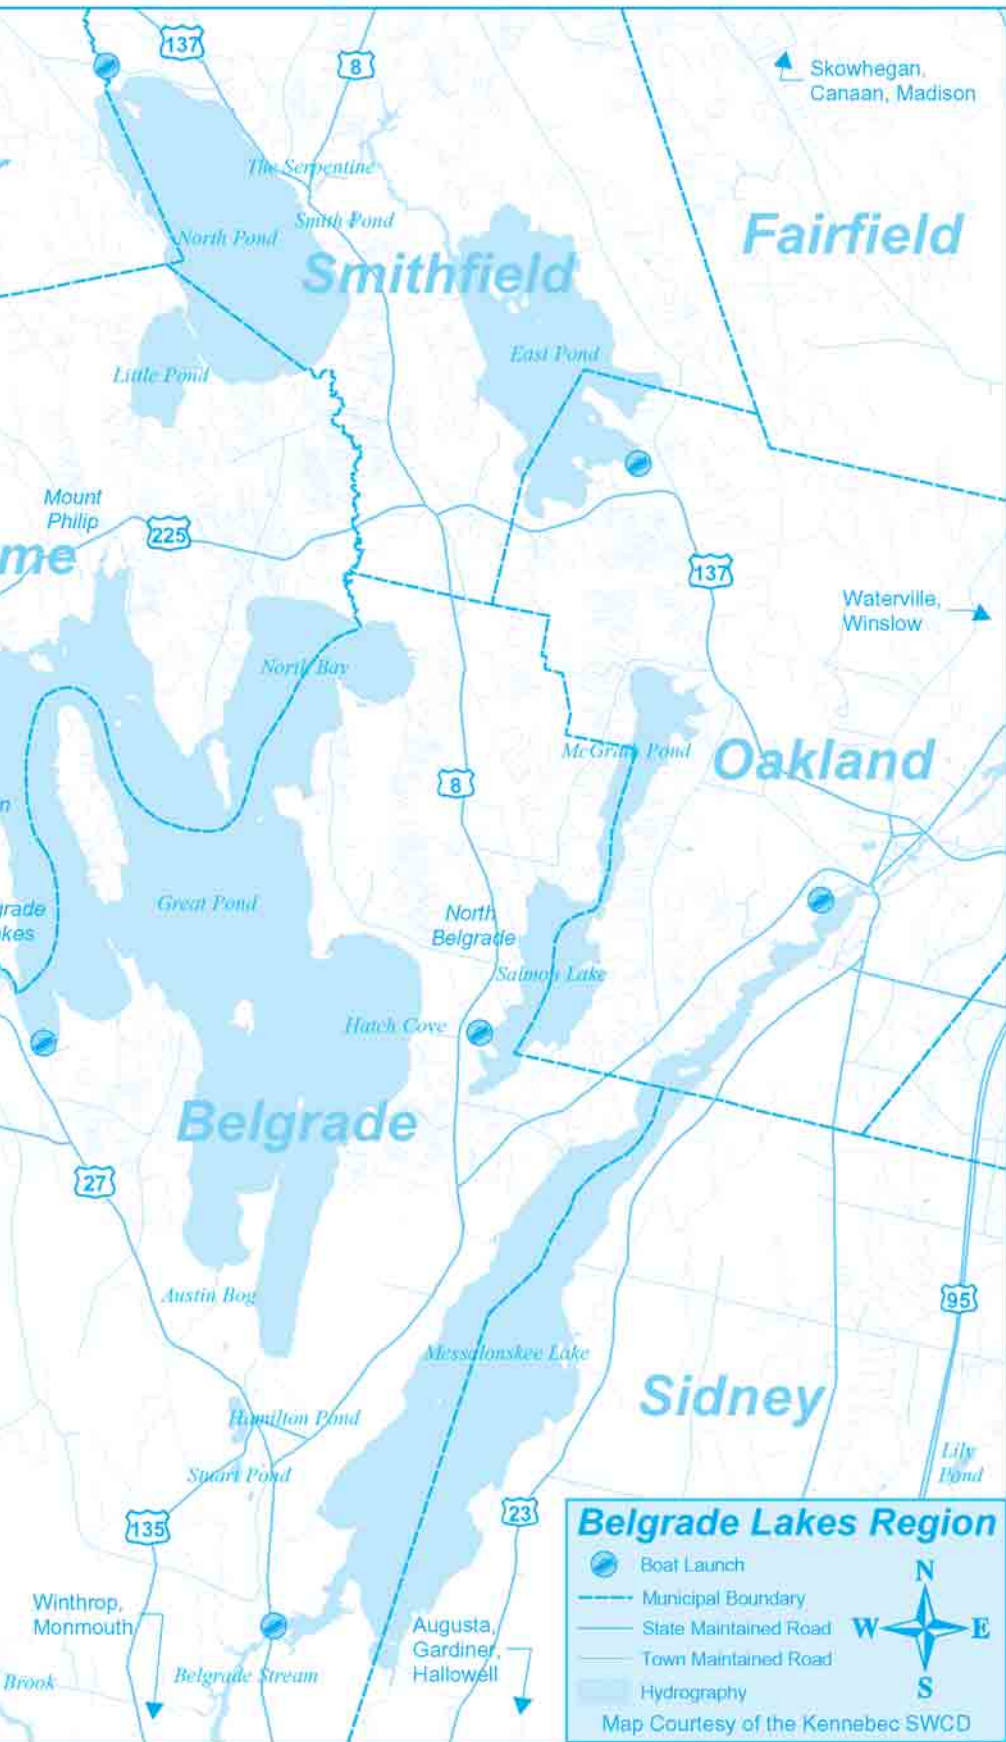 137
8
Skowhegan,
Canaan, Madison
The Serpentine
Smith Pond
North Pond
Fairfield
Smithfield
East Pond
Little Pond
Mount
Philip
225
me
137
Waterville,
Winslow
North Bay
McGrath Pond
Oakland
8
n
Great Pond
grade
kes
North
Belgrade
Salmon Lake
Hatch Cove
Belgrade
27
Austin Bog
95
Messalonskee Lake
Sidney
Hamilton Pond
Lily
Pond
Stuart Pond
135
23
Winthrop,
Monmouth
Augusta,
Gardiner,
Hallowell
Brook
Belgrade Stream
Belgrade Lakes Region
Boat Launch
Municipal Boundary
State Maintained Road
Town Maintained Road
Hydrography
N
W E
S
Map Courtesy of the Kennebec SWCD